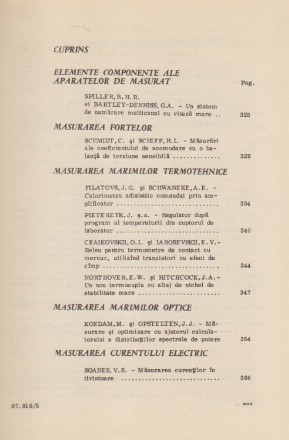 CUPRINS
ELEMENTE COMPONENTE ALE
APARATELOR DE MASURAT Pag.
SPILLER, B.H.R.
şi BARTLEY-DENNISS, G.A. - Un sistem
de numărare multicanal cu viteză mare .. 325
MASURAREA FORTELOR
SCHMIDT, C. şi SCHEFF, H.I. - Măsurări
ale coeficientului de acomodare cu o ba-
lanţă de torsiune sensibilă .......... 329
MASURAREA MARIMILOR TERMOTEHNICE
FILATOVS, J.G. şi SCHWANEKE, A.E. -
Calorimetru adiabatic comandat prin am-
plificator .......... 334
J. ş.a. - Regulator după
program al temperaturii din cuptorul de
laborator .......... 340
CEAIKOVSKII, O.I. şi IAROSEVSKII, E.V.-
Releu pentru termometre de contact cu
mercur, utilizînd tranzistori cu efect de
cîmp .......... 344
NORTHOVER, E.W. şi HITCHCOCK, J.A. -
Un nou termocuplu cu aliaj de nichel de
stabilitate mare .......... 347
MASURAREA MARIMILOR OPTICE
KOEDAM, M. şi OPSTELTEN, J.J. - Mă-
surare şi optimizare cu ajutorul calcula-
torului a distribuţiilor spectrale de putere 354
MASURAREA CURENTULUI ELECTRIC
SOARES, V.S. - Măsurarea curenţilor în
tiristoare .......... 368